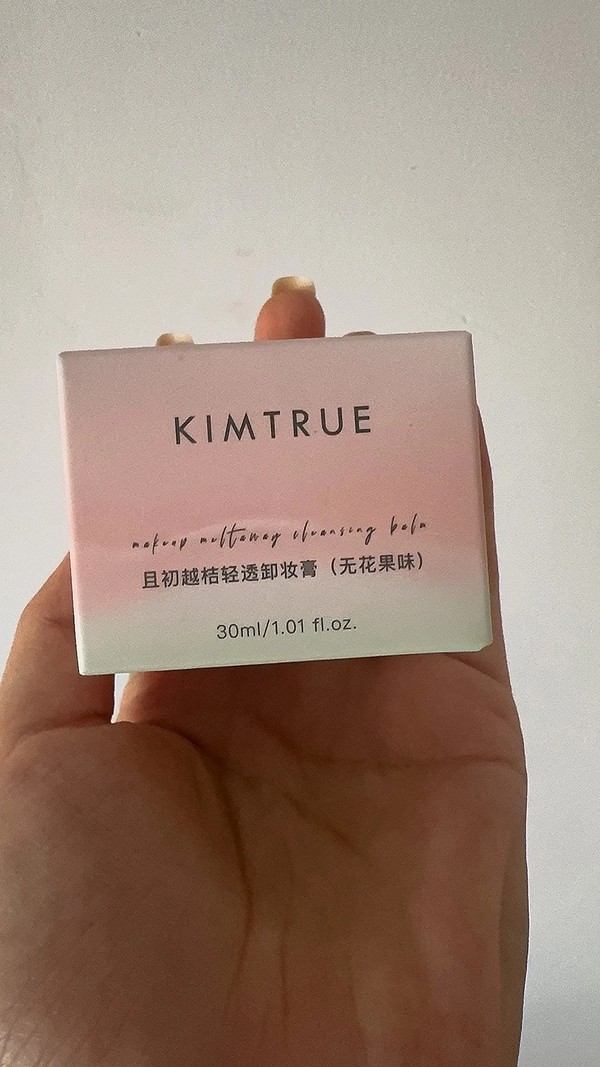 KIMTRUE
makeup meltaway cleansing balm
且初越桔轻透卸妆膏（无花果味）
30ml/1.01 fl.oz.